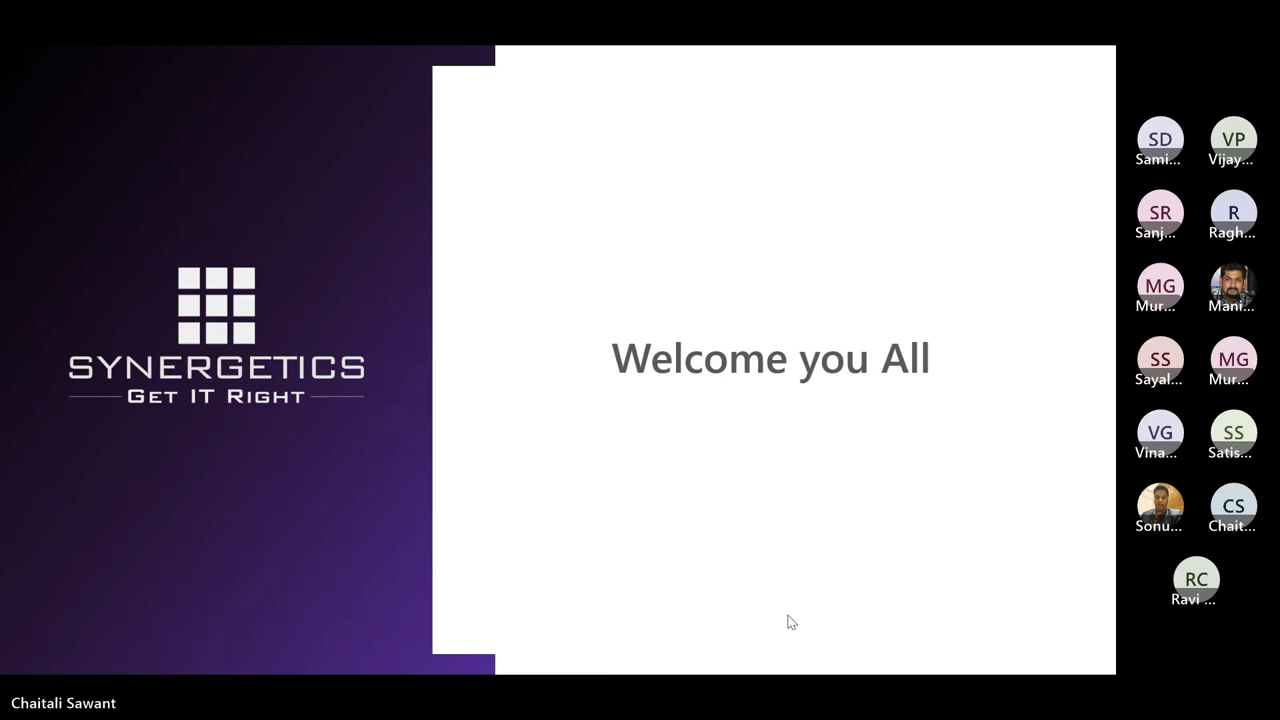 SYNERGETICS
GET IT RIGHT
Welcome you All
SD
Sami...
VP
Vijay...
SR
Sanj...
R
Ragh...
MG
Mur...
Mani...
SS
Sayal...
MG
Mur...
VG
Vina...
SS
Satis...
Sonu...
CS
Chait...
RC
Ravi ...
Chaitali Sawant